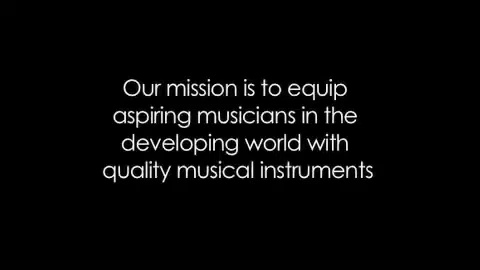 Our mission is to equip
aspiring musicians in the
developing world with
quality musical instruments